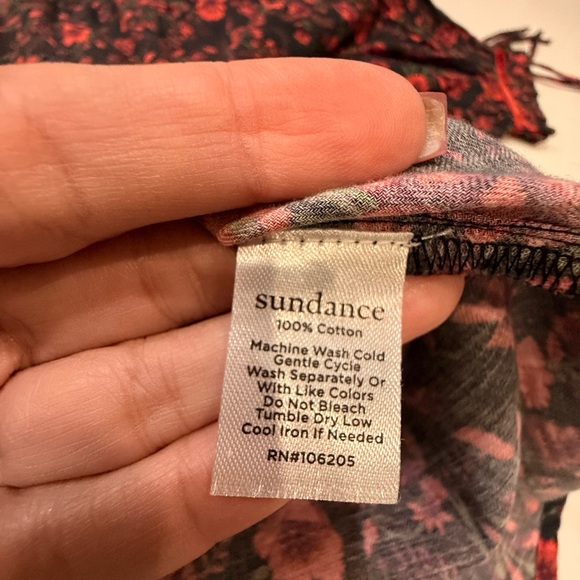 sundance
100% Cotton
Machine Wash Cold
Gentle Cycle
Wash Separately Or
With Like Colors
Do Not Bleach
Tumble Dry Low
Cool Iron If Needed
RN#106205